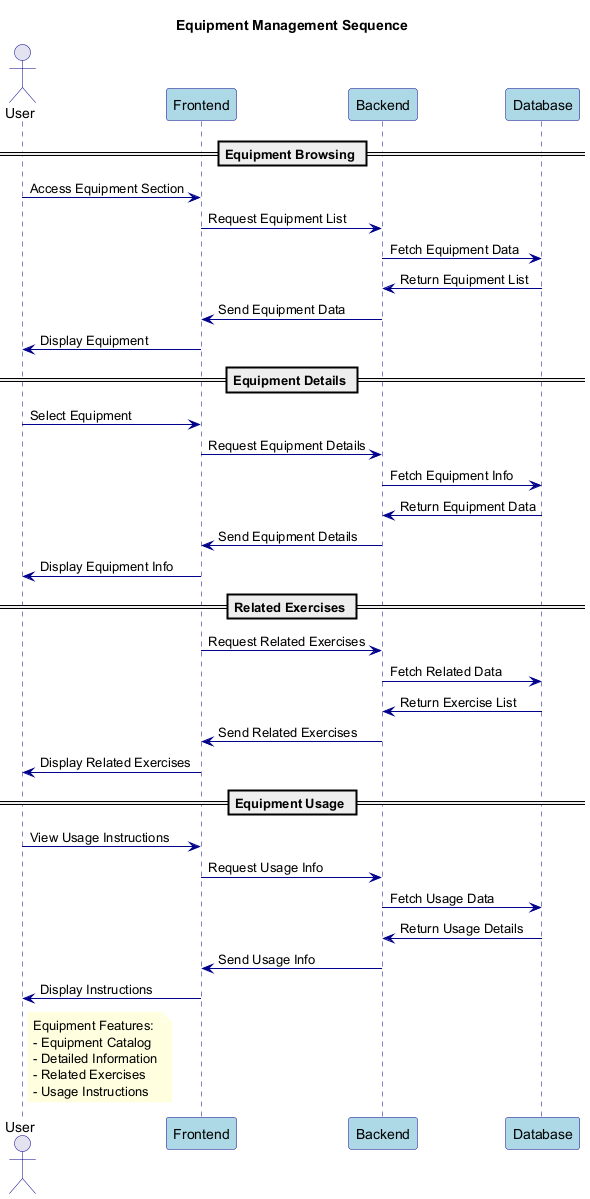 Equipment Management Sequence
User
Frontend
Backend
Database
Equipment Browsing
Access Equipment Section
Request Equipment List
Fetch Equipment Data
Return Equipment List
Send Equipment Data
Display Equipment
Equipment Details
Select Equipment
Request Equipment Details
Fetch Equipment Info
Return Equipment Data
Send Equipment Details
Display Equipment Info
Related Exercises
Request Related Exercises
Fetch Related Data
Return Exercise List
Send Related Exercises
Display Related Exercises
Equipment Usage
View Usage Instructions
Request Usage Info
Fetch Usage Data
Return Usage Details
Send Usage Info
Display Instructions
Equipment Features:
- Equipment Catalog
- Detailed Information
- Related Exercises
- Usage Instructions
User
Frontend
Backend
Database